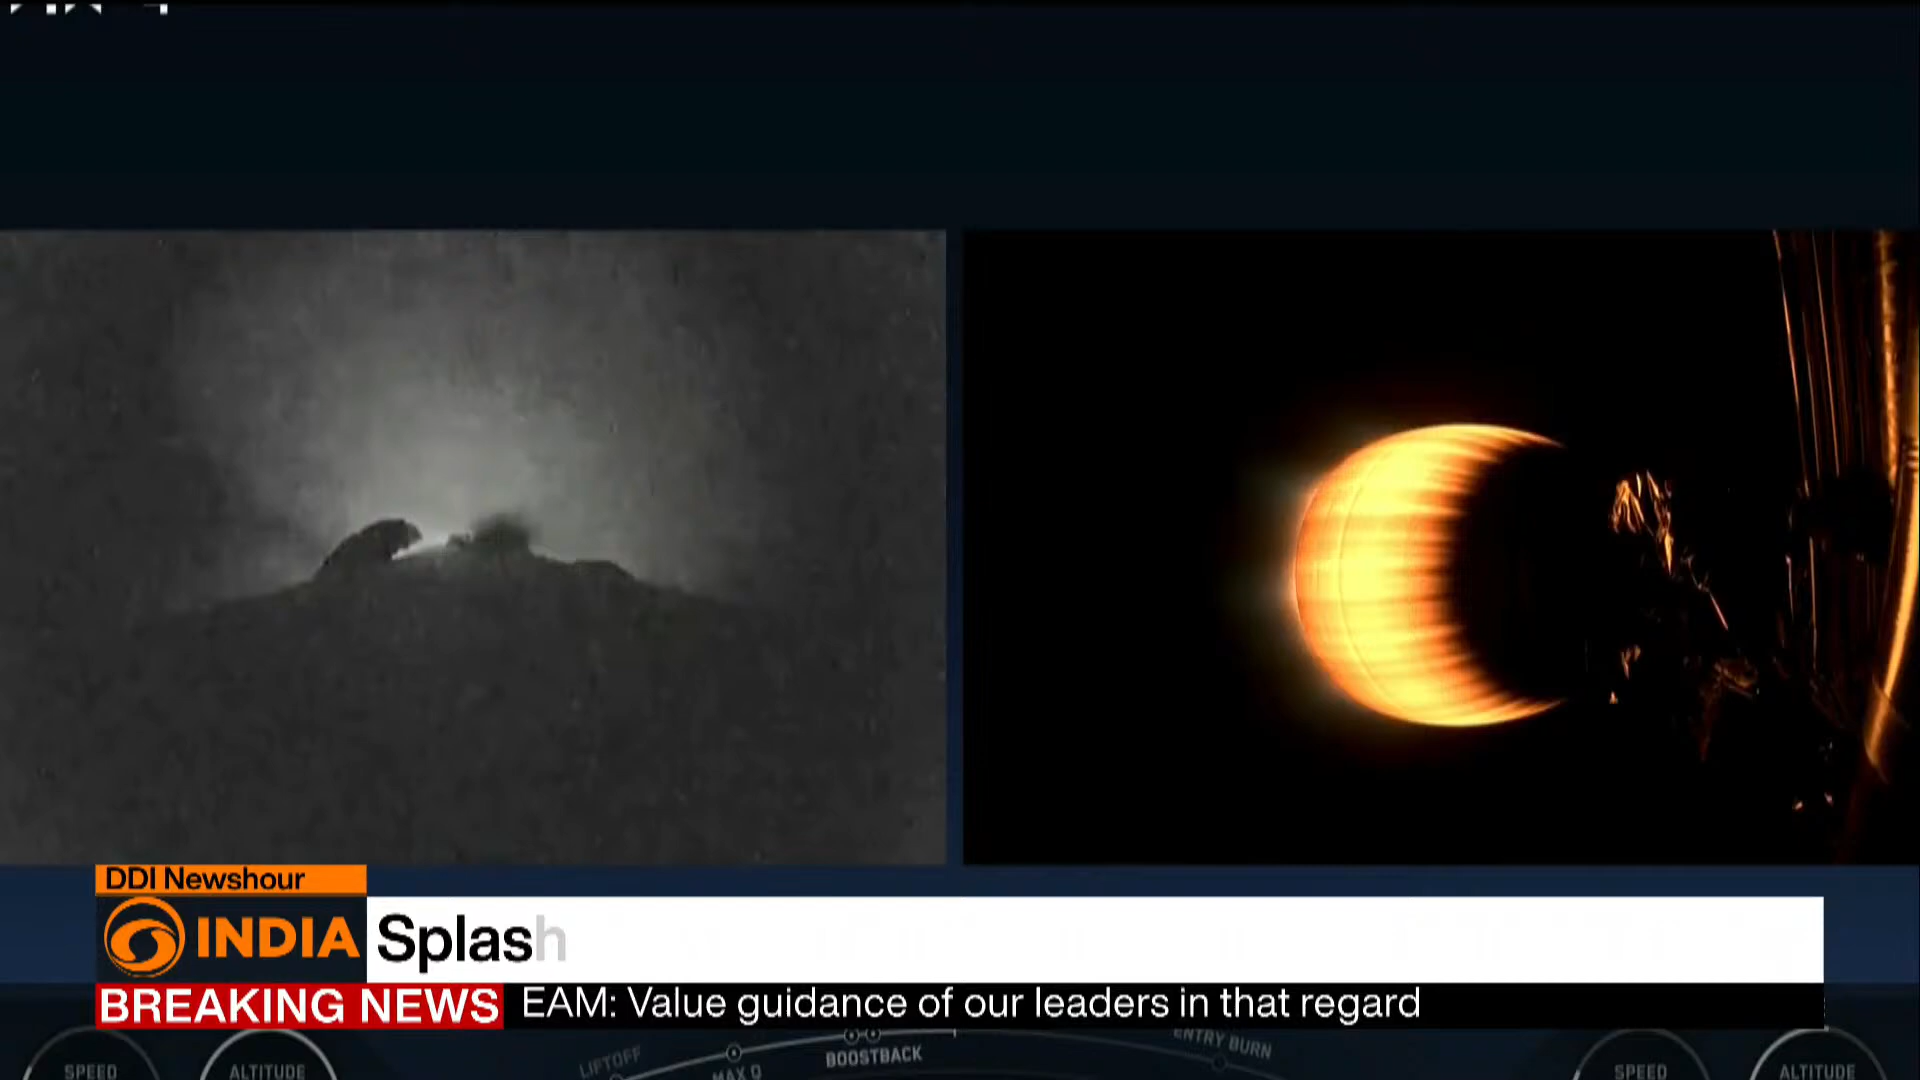 DDI Newshour
INDIA
Splash
BREAKING NEWS
EAM: Value guidance of our leaders in that regard
SPEED
ALTITUDE
LIFTOFF
MAX Q
BOOSTBACK
ENTRY BURN
SPEED
ALTITUDE